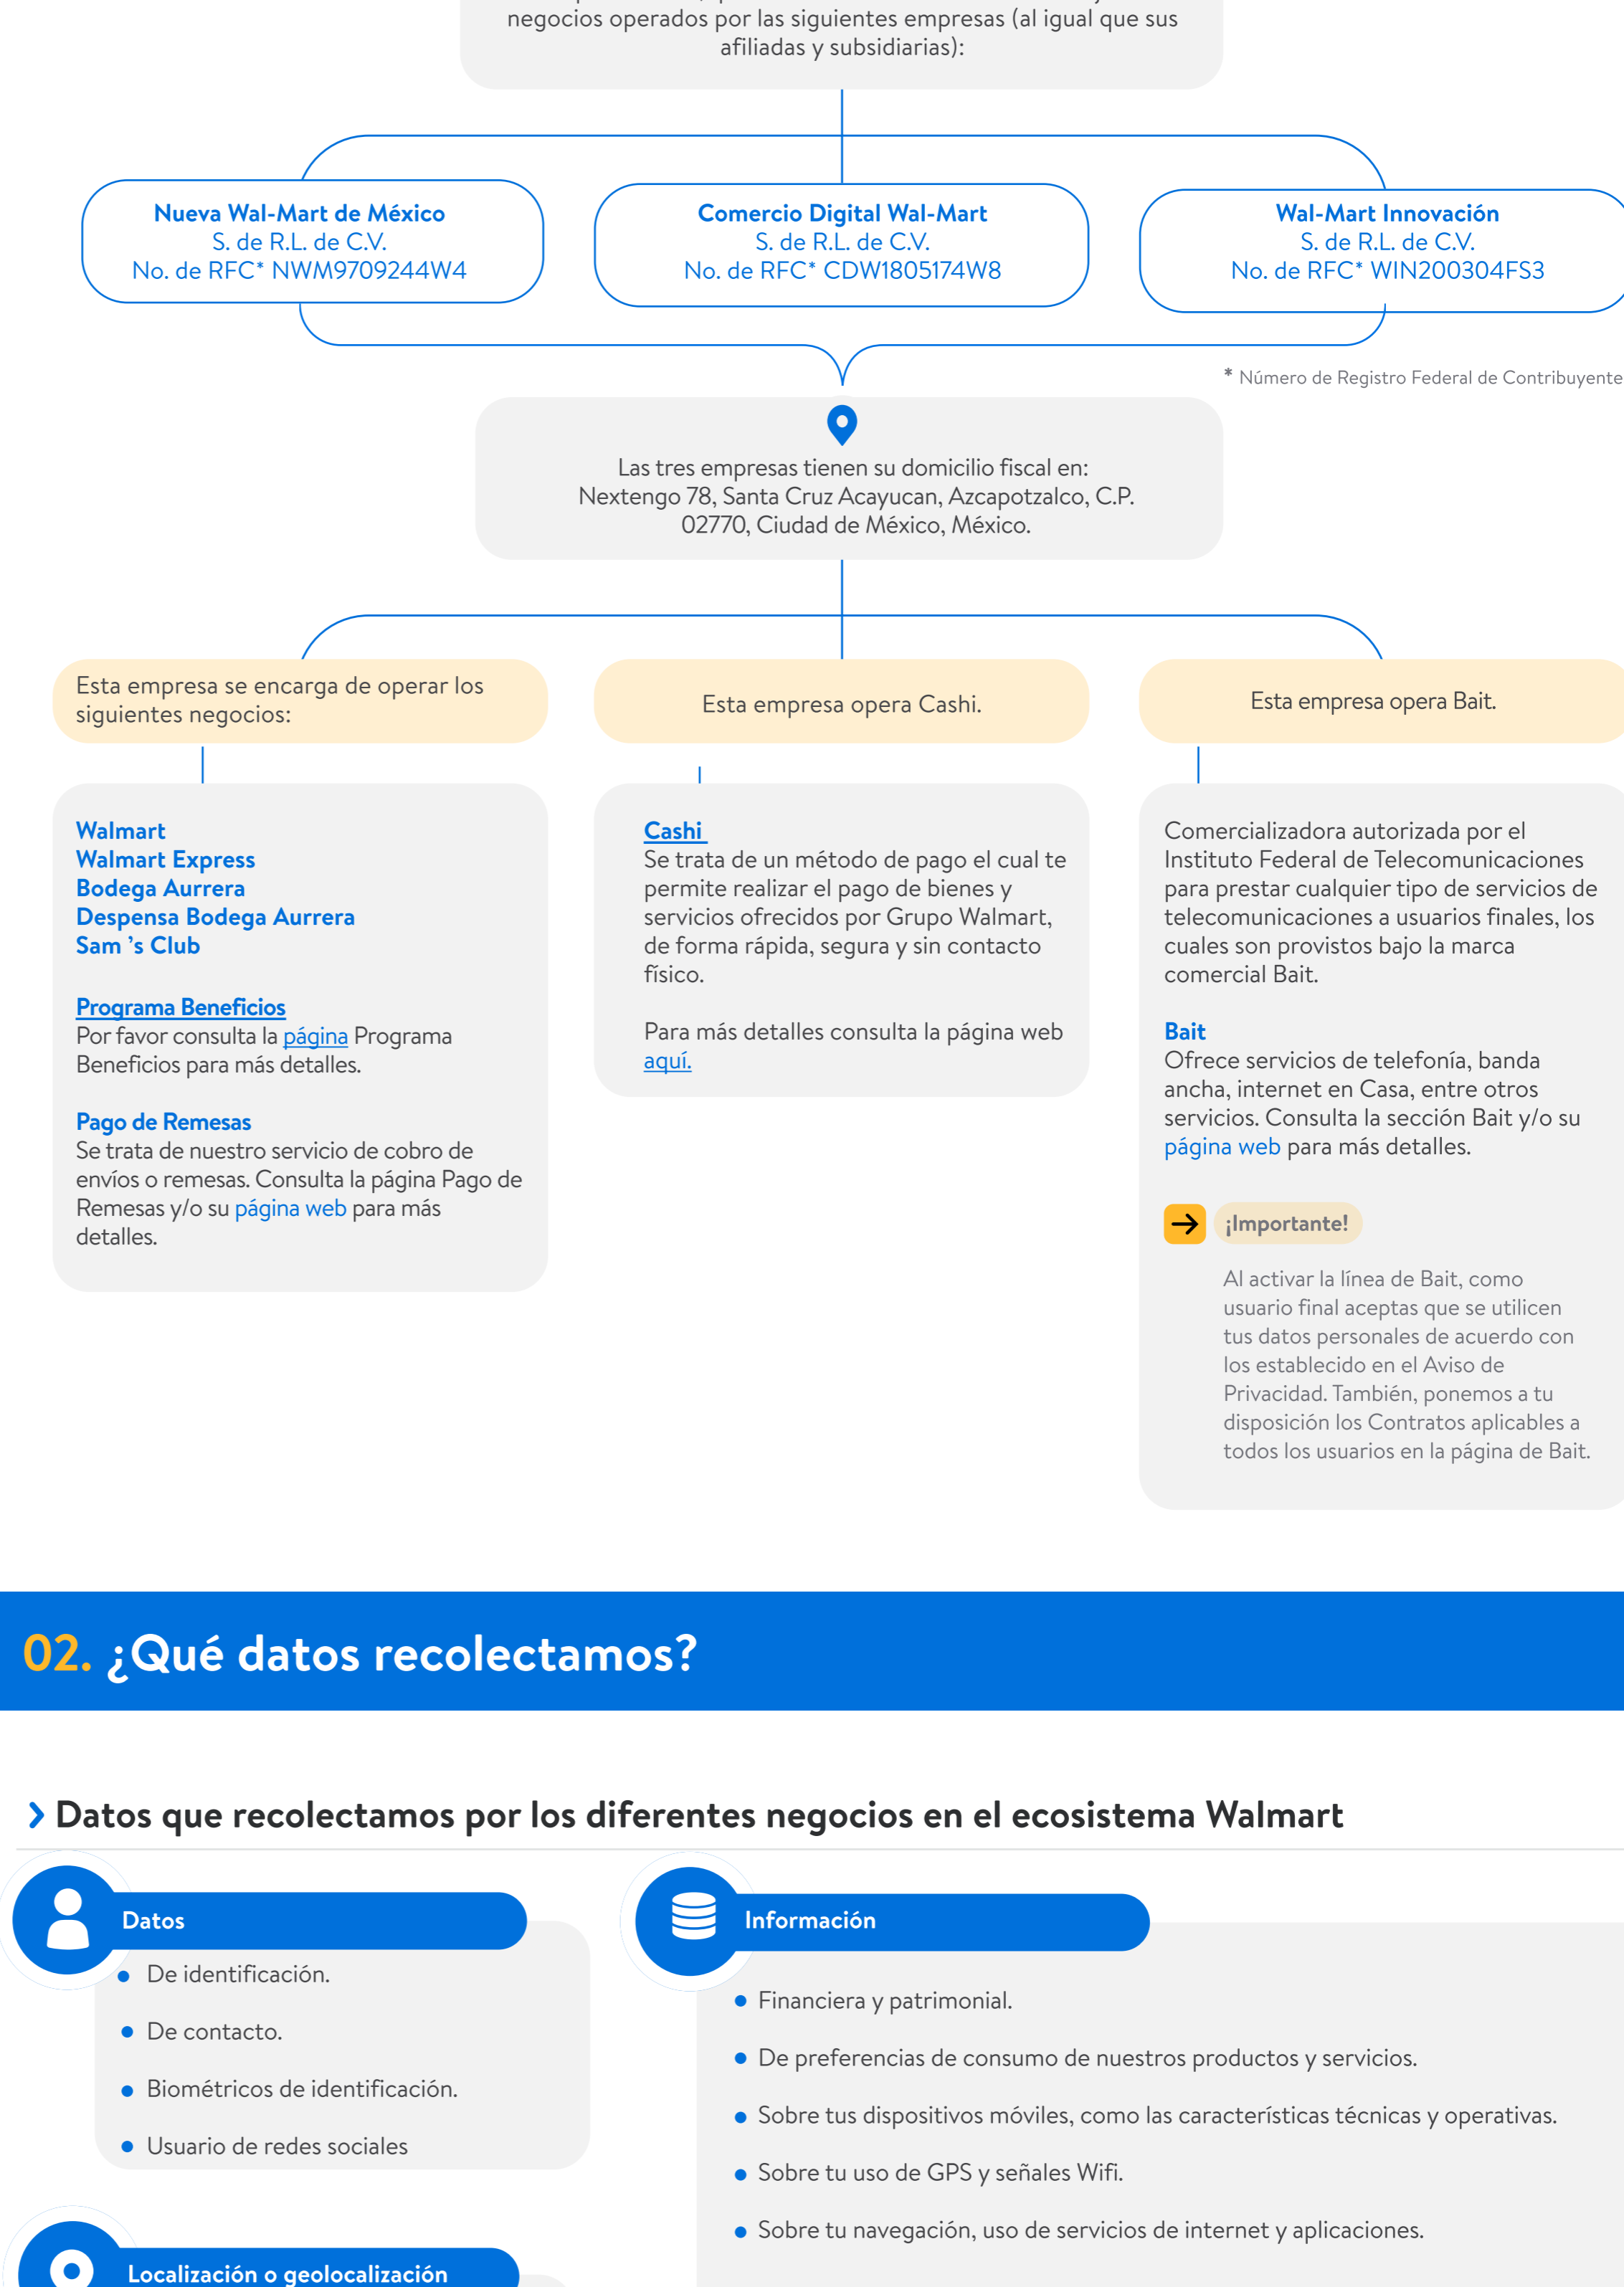 negocios operados por las siguientes empresas (al igual que sus
afiliadas y subsidiarias):
Nueva Wal-Mart de México
S. de R.L. de C.V.
No. de RFC* NWM9709244W4
Comercio Digital Wal-Mart
S. de R.L. de C.V.
No. de RFC* CDW1805174W8
Wal-Mart Innovación
S. de R.L. de C.V.
No. de RFC* WIN200304FS3
* Número de Registro Federal de Contribuyente
Las tres empresas tienen su domicilio fiscal en:
Nextengo 78, Santa Cruz Acayucan, Azcapotzalco, C.P.
02770, Ciudad de México, México.
Esta empresa se encarga de operar los
siguientes negocios:
Walmart
Walmart Express
Bodega Aurrera
Despensa Bodega Aurrera
Sam 's Club
Programa Beneficios
Por favor consulta la página Programa
Beneficios para más detalles.
Pago de Remesas
Se trata de nuestro servicio de cobro de
envíos o remesas. Consulta la página Pago de
Remesas y/o su página web para más
detalles.
Esta empresa opera Cashi.
Cashi
Se trata de un método de pago el cual te
permite realizar el pago de bienes y
servicios ofrecidos por Grupo Walmart,
de forma rápida, segura y sin contacto
físico.
Para más detalles consulta la página web
aquí.
Esta empresa opera Bait.
Comercializadora autorizada por el
Instituto Federal de Telecomunicaciones
para prestar cualquier tipo de servicios de
telecomunicaciones a usuarios finales, los
cuales son provistos bajo la marca
comercial Bait.
Bait
Ofrece servicios de telefonía, banda
ancha, internet en Casa, entre otros
servicios. Consulta la sección Bait y/o su
página web para más detalles.
¡Importante!
Al activar la línea de Bait, como
usuario final aceptas que se utilicen
tus datos personales de acuerdo con
los establecido en el Aviso de
Privacidad. También, ponemos a tu
disposición los Contratos aplicables a
todos los usuarios en la página de Bait.
02. ¿Qué datos recolectamos?
Datos que recolectamos por los diferentes negocios en el ecosistema Walmart
Datos
De identificación.
De contacto.
Biométricos de identificación.
Usuario de redes sociales
Información
Financiera y patrimonial.
De preferencias de consumo de nuestros productos y servicios.
Sobre tus dispositivos móviles, como las características técnicas y operativas.
Sobre tu uso de GPS y señales Wifi.
Sobre tu navegación, uso de servicios de internet y aplicaciones.
Localización o geolocalización